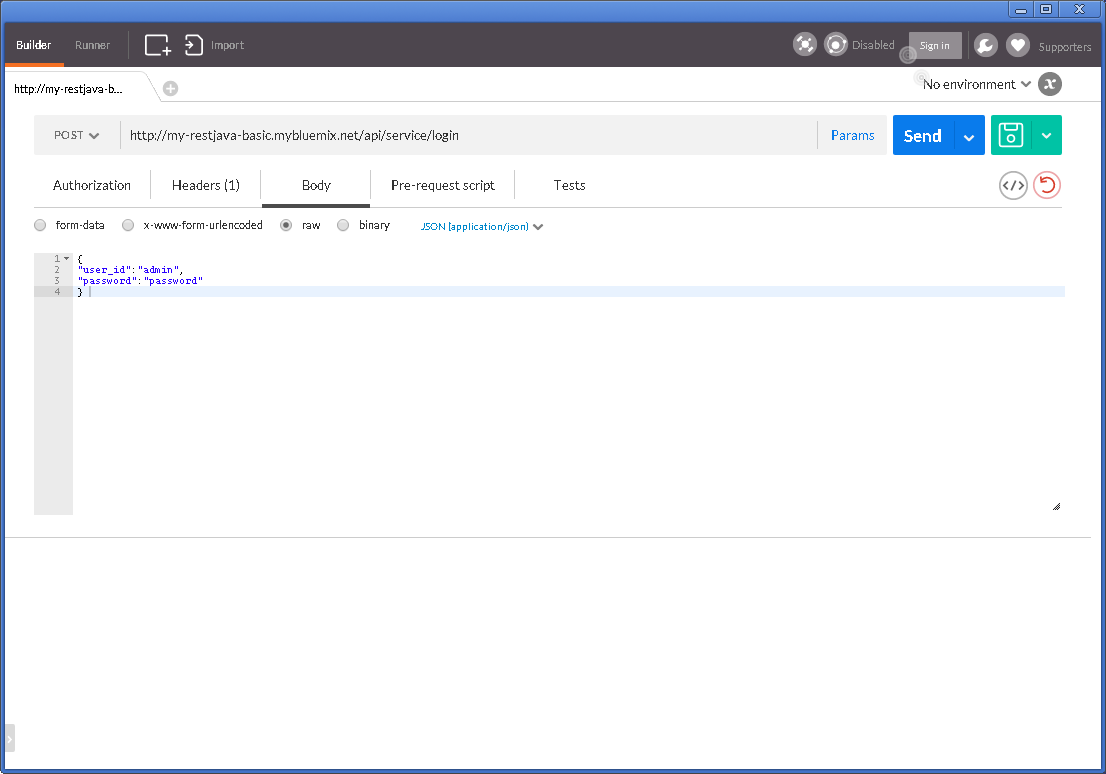 Builder Runner Import Disabled Sign in Supporters
http://my-restjava-b... No environment x
POST http://my-restjava-basic.mybluemix.net/api/service/login Params Send
Authorization Headers (1) Body Pre-request script Tests </>
form-data x-www-form-urlencoded raw binary JSON (application/json)
1 {
2 "user_id":"admin",
3 "password":"password"
4 }